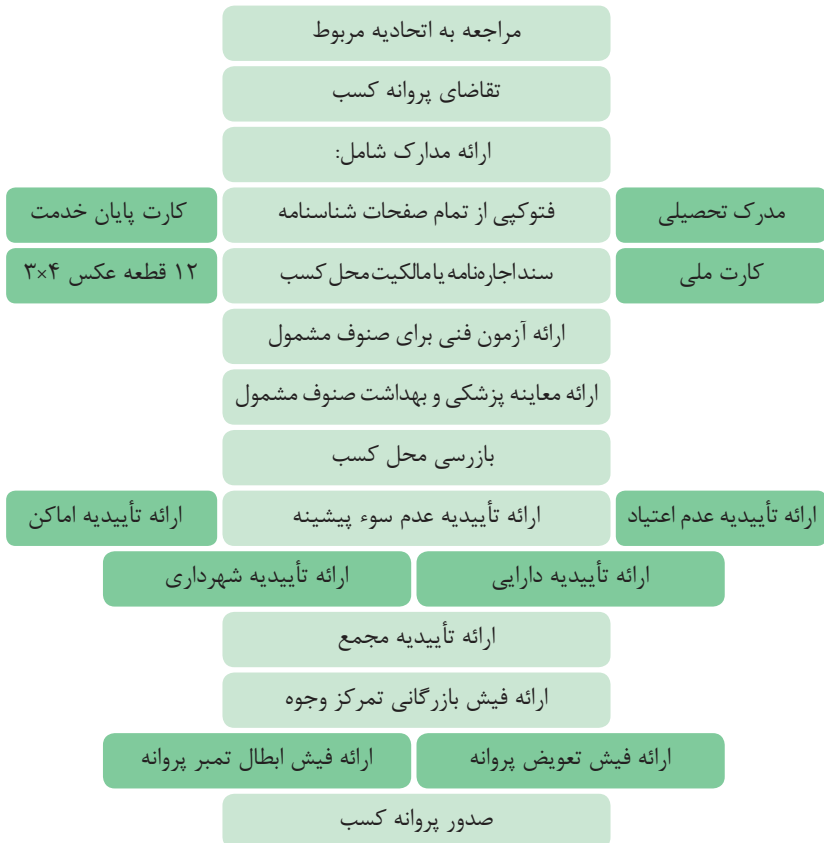 مراجعه به اتحادیه مربوط
تقاضای پروانه کسب
ارائه مدارک شامل:
مدرک تحصیلی
فتوکپی از تمام صفحات شناسنامه
کارت پایان خدمت
کارت ملی
سند اجاره‌نامه یا مالکیت محل کسب
۱۲ قطعه عکس ۴×۳
ارائه آزمون فنی برای صنوف مشمول
ارائه معاینه پزشکی و بهداشت صنوف مشمول
بازرسی محل کسب
ارائه تأییدیه عدم اعتیاد
ارائه تأییدیه عدم سوء پیشینه
ارائه تأییدیه اماکن
ارائه تأییدیه دارایی
ارائه تأییدیه شهرداری
ارائه تأییدیه مجمع
ارائه فیش بازرگانی تمرکز وجوه
ارائه فیش تعویض پروانه
ارائه فیش ابطال تمبر پروانه
صدور پروانه کسب